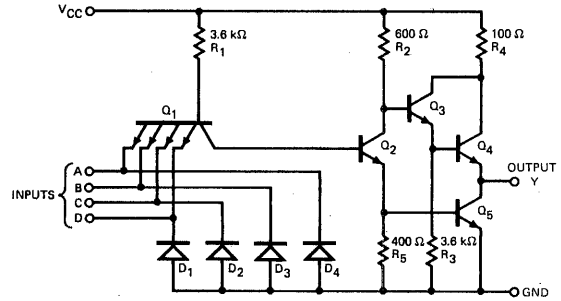 VCC
3.6 kΩ
R1
600 Ω
R2
100 Ω
R4
Q1
Q3
Q2
Q4
OUTPUT
Y
INPUTS
A
B
C
D
Q5
D1
D2
D3
D4
400 Ω
R5
3.6 kΩ
R3
GND